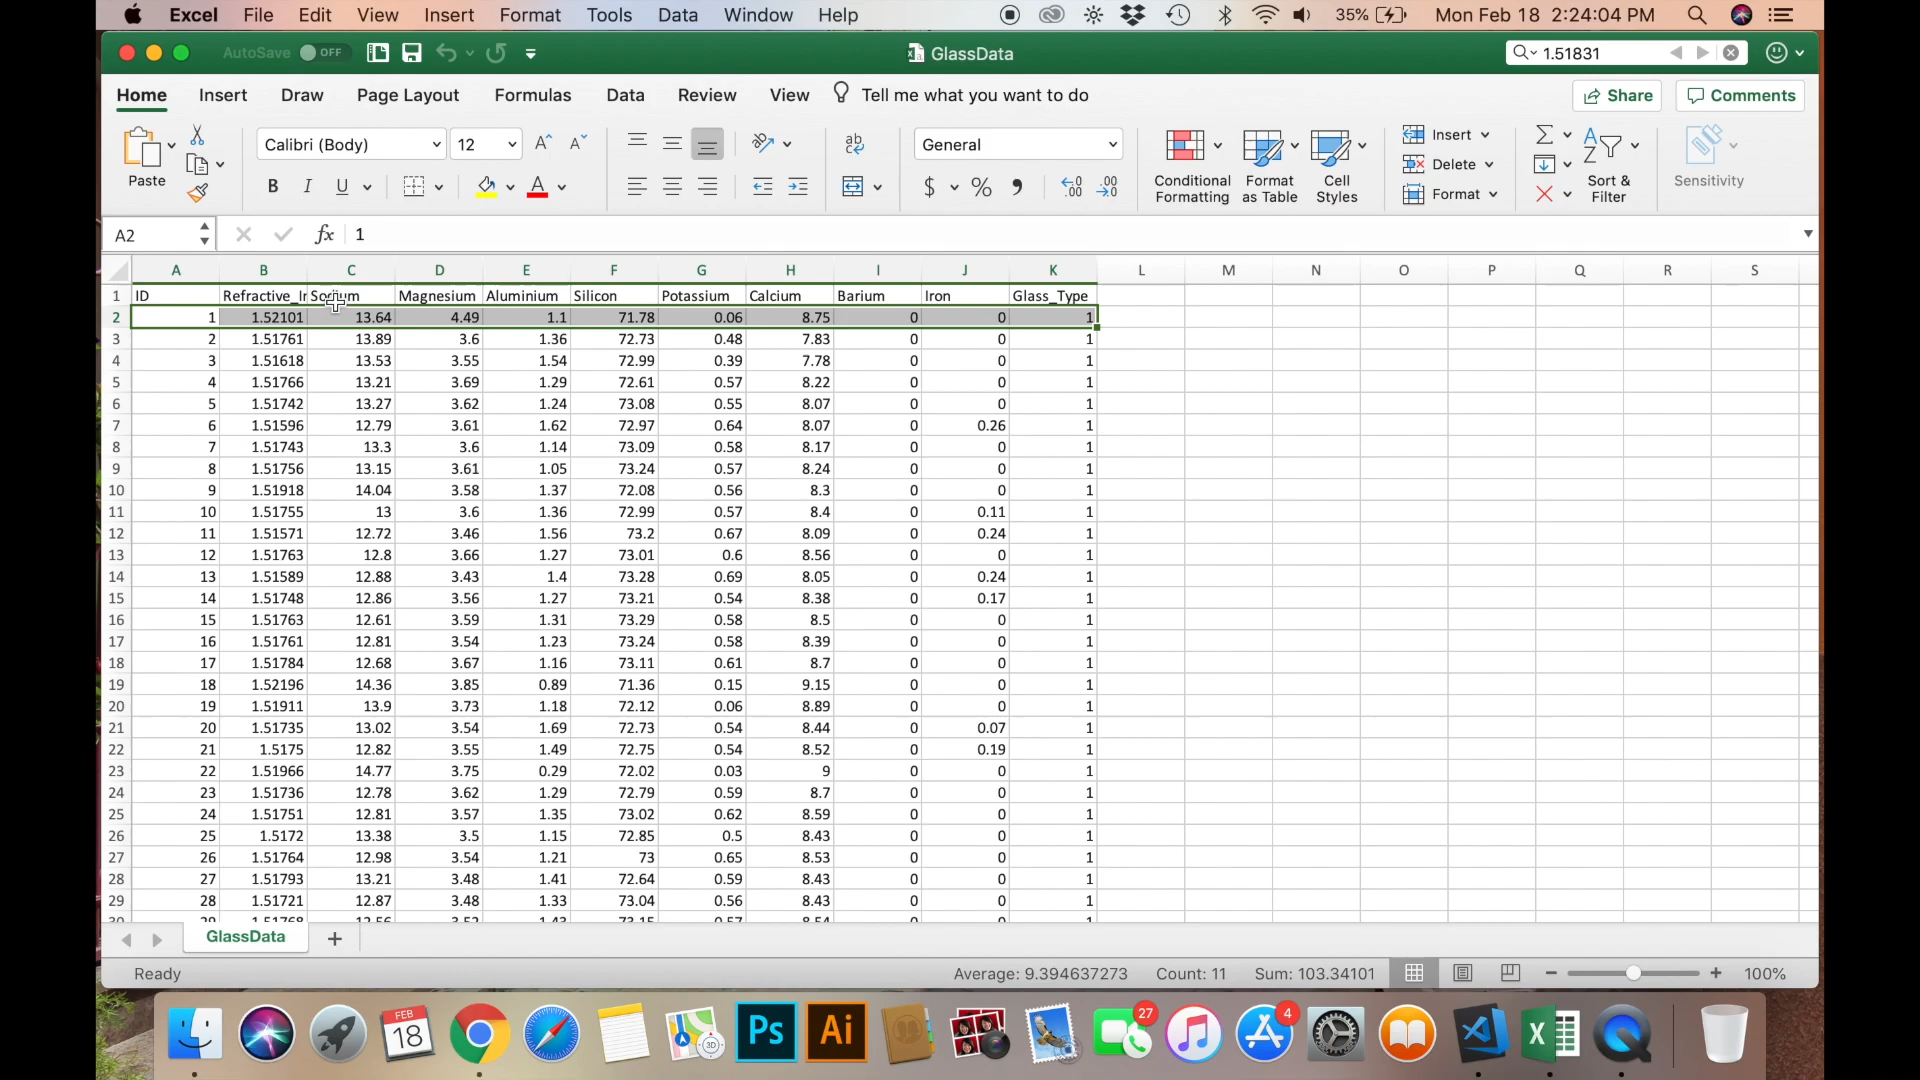 Excel File Edit View Insert Format Tools Data Window Help 35% Mon Feb 18 2:24:04 PM
AutoSave OFF GlassData 1.51831
Home Insert Draw Page Layout Formulas Data Review View Tell me what you want to do Share Comments
Paste Calibri (Body) 12 General Conditional Formatting Format as Table Cell Styles Insert Delete Format Sort & Filter Sensitivity
A2 fx 1
A B C D E F G H I J K L M N O P Q R S
1 ID Refractive_I Sodium Magnesium Aluminium Silicon Potassium Calcium Barium Iron Glass_Type
2 1 1.52101 13.64 4.49 1.1 71.78 0.06 8.75 0 0 1
3 2 1.51761 13.89 3.6 1.36 72.73 0.48 7.83 0 0 1
4 3 1.51618 13.53 3.55 1.54 72.99 0.39 7.78 0 0 1
5 4 1.51766 13.21 3.69 1.29 72.61 0.57 8.22 0 0 1
6 5 1.51742 13.27 3.62 1.24 73.08 0.55 8.07 0 0 1
7 6 1.51596 12.79 3.61 1.62 72.97 0.64 8.07 0 0.26 1
8 7 1.51743 13.3 3.6 1.14 73.09 0.58 8.17 0 0 1
9 8 1.51756 13.15 3.61 1.05 73.24 0.57 8.24 0 0 1
10 9 1.51918 14.04 3.58 1.37 72.08 0.56 8.3 0 0 1
11 10 1.51755 13 3.6 1.36 72.99 0.57 8.4 0 0.11 1
12 11 1.51571 12.72 3.46 1.56 73.2 0.67 8.09 0 0.24 1
13 12 1.51763 12.8 3.66 1.27 73.01 0.6 8.56 0 0 1
14 13 1.51589 12.88 3.43 1.4 73.28 0.69 8.05 0 0.24 1
15 14 1.51748 12.86 3.56 1.27 73.21 0.54 8.38 0 0.17 1
16 15 1.51763 12.61 3.59 1.31 73.29 0.58 8.5 0 0 1
17 16 1.51761 12.81 3.54 1.23 73.24 0.58 8.39 0 0 1
18 17 1.51784 12.68 3.67 1.16 73.11 0.61 8.7 0 0 1
19 18 1.52196 14.36 3.85 0.89 71.36 0.15 9.15 0 0 1
20 19 1.51911 13.9 3.73 1.18 72.12 0.06 8.89 0 0 1
21 20 1.51735 13.02 3.54 1.69 72.73 0.54 8.44 0 0.07 1
22 21 1.5175 12.82 3.55 1.49 72.75 0.54 8.52 0 0.19 1
23 22 1.51966 14.77 3.75 0.29 72.02 0.03 9 0 0 1
24 23 1.51736 12.78 3.62 1.29 72.79 0.59 8.7 0 0 1
25 24 1.51751 12.81 3.57 1.35 73.02 0.62 8.59 0 0 1
26 25 1.5172 13.38 3.5 1.15 72.85 0.5 8.43 0 0 1
27 26 1.51764 12.98 3.54 1.21 73 0.65 8.53 0 0 1
28 27 1.51793 13.21 3.48 1.41 72.64 0.59 8.43 0 0 1
29 28 1.51721 12.87 3.48 1.33 73.04 0.56 8.43 0 0 1
GlassData
Ready Average: 9.394637273 Count: 11 Sum: 103.34101 100%
FEB 18 3D Ps Ai 27 4